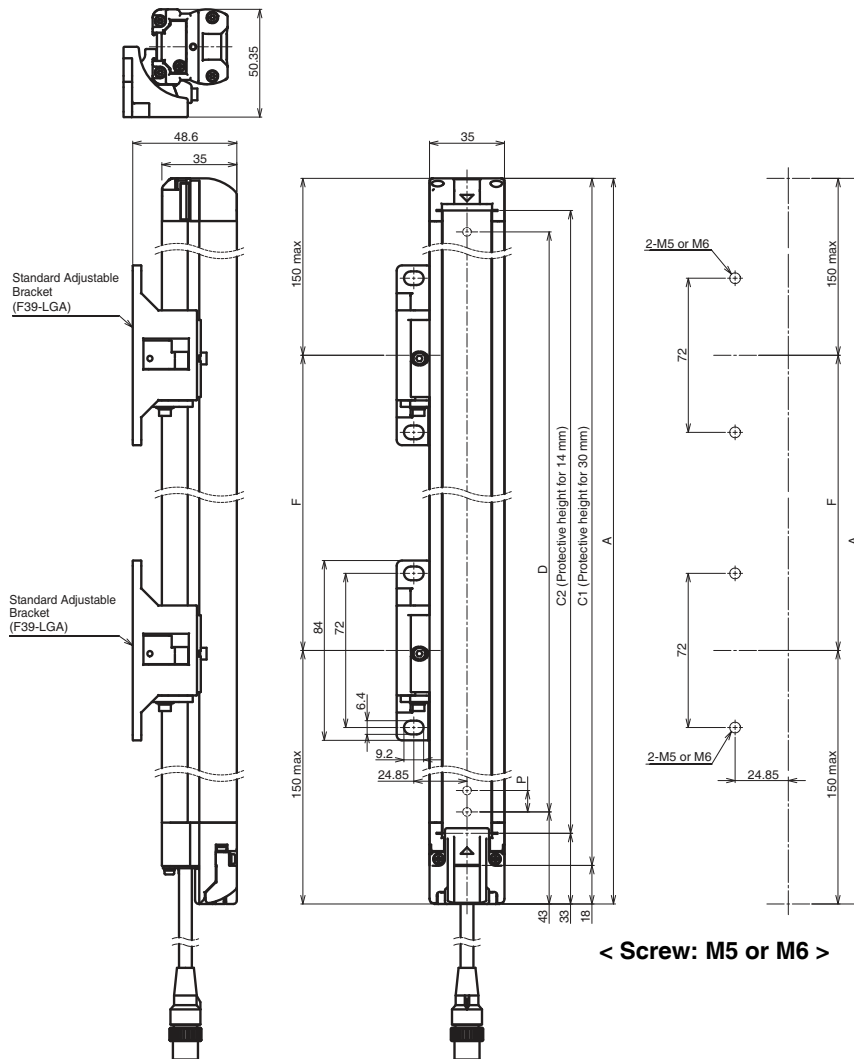 50.35
48.6
35
35
150 max
150 max
2-M5 or M6
Standard Adjustable
Bracket
(F39-LGA)
72
F
D
C2 (Protective height for 14 mm)
C1 (Protective height for 30 mm)
A
F
A
Standard Adjustable
Bracket
(F39-LGA)
84
72
72
6.4
9.2
24.85
P
2-M5 or M6
24.85
150 max
150 max
43
33
18
< Screw: M5 or M6 >